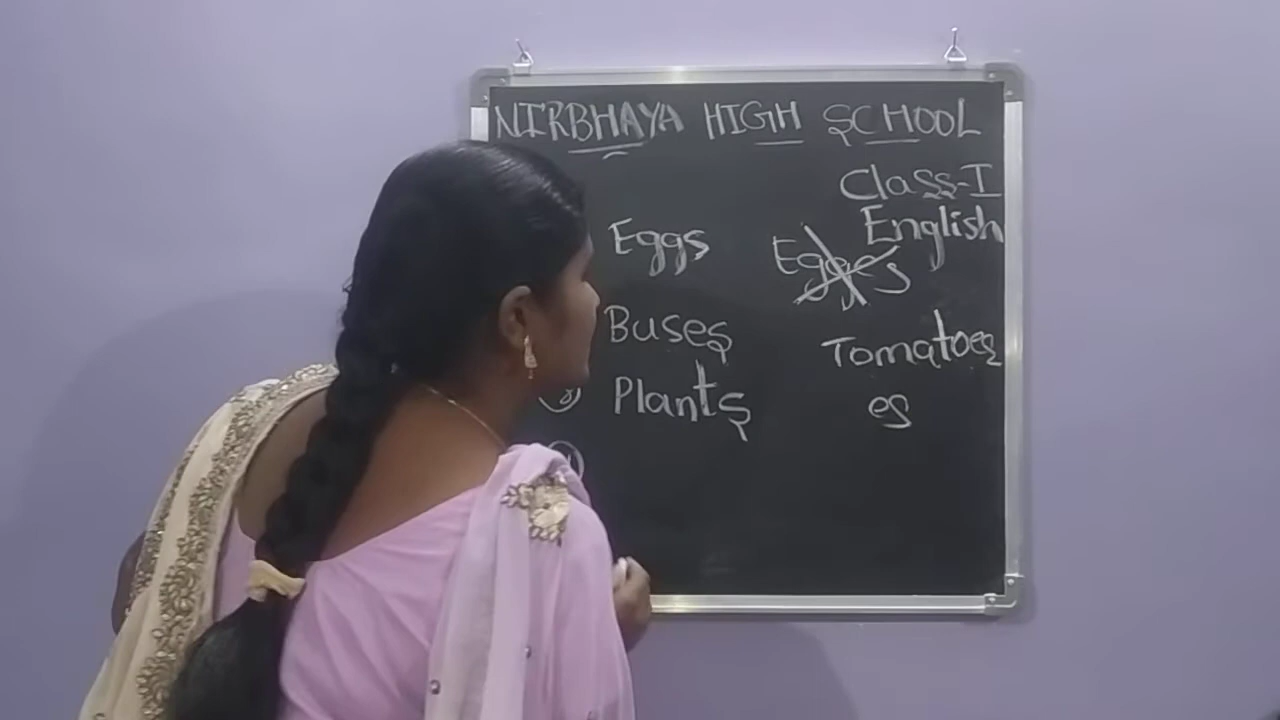 NIRBHAYA HIGH SCHOOL
Class-I
English
Eggs
Egges
Buses
Tomatoes
Plants
es